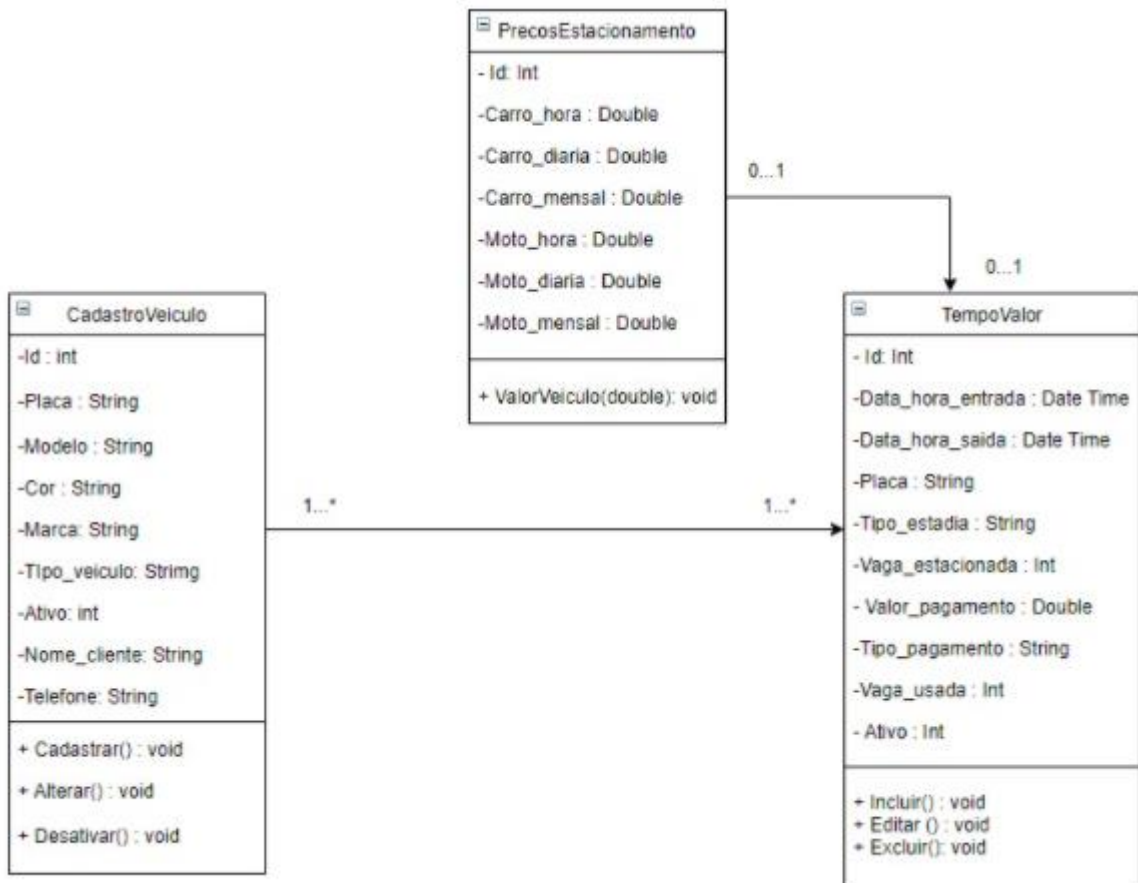 PrecosEstacionamento
- Id: Int
-Carro_hora : Double
-Carro_diaria : Double
-Carro_mensal : Double
-Moto_hora : Double
-Moto_diaria : Double
-Moto_mensal : Double
+ ValorVeiculo(double): void
0...1
0...1
CadastroVeiculo
-Id : int
-Placa : String
-Modelo : String
-Cor : String
-Marca: String
-TIpo_veiculo: Strimg
-Ativo: int
-Nome_cliente: String
-Telefone: String
+ Cadastrar() : void
+ Alterar() : void
+ Desativar() : void
1...*
1...*
TempoValor
- Id: Int
-Data_hora_entrada : Date Time
-Data_hora_saida : Date Time
-Placa : String
-Tipo_estadia : String
-Vaga_estacionada : Int
- Valor_pagamento : Double
-Tipo_pagamento : String
-Vaga_usada : Int
- Ativo : Int
+ Incluir() : void
+ Editar () : void
+ Excluir(): void